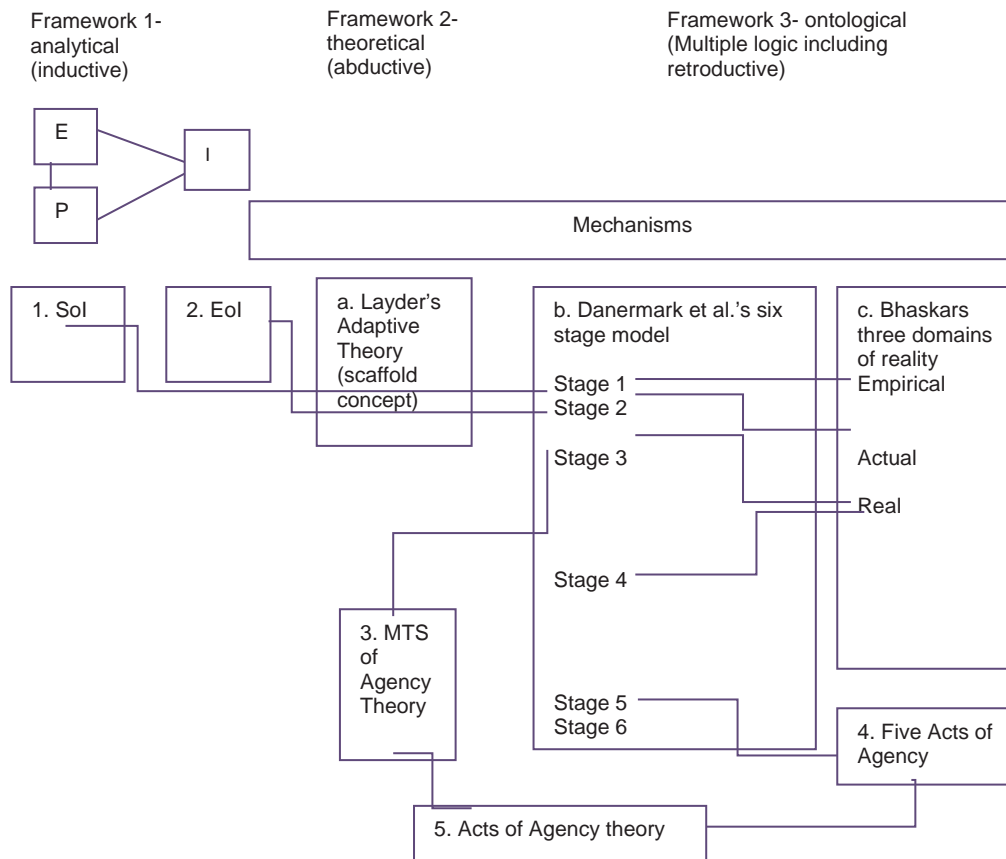 Framework 1-
analytical
(inductive)
Framework 2-
theoretical
(abductive)
Framework 3- ontological
(Multiple logic including
retroductive)
E
I
P
Mechanisms
1. SoI
2. EoI
a. Layder’s
Adaptive
Theory
(scaffold
concept)
b. Danermark et al.’s six
stage model
Stage 1
Stage 2
Stage 3
Stage 4
Stage 5
Stage 6
c. Bhaskars
three domains
of reality
Empirical
Actual
Real
3. MTS
of
Agency
Theory
4. Five Acts of
Agency
5. Acts of Agency theory